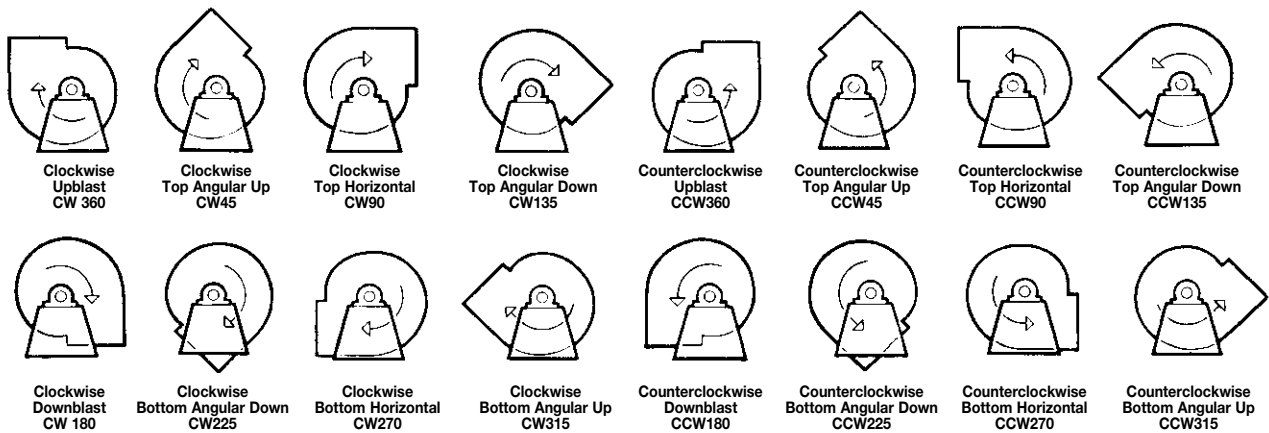 Clockwise
Upblast
CW 360
Clockwise
Top Angular Up
CW45
Clockwise
Top Horizontal
CW90
Clockwise
Top Angular Down
CW135
Counterclockwise
Upblast
CCW360
Counterclockwise
Top Angular Up
CCW45
Counterclockwise
Top Horizontal
CCW90
Counterclockwise
Top Angular Down
CCW135
Clockwise
Downblast
CW 180
Clockwise
Bottom Angular Down
CW225
Clockwise
Bottom Horizontal
CW270
Clockwise
Bottom Angular Up
CW315
Counterclockwise
Downblast
CCW180
Counterclockwise
Bottom Angular Down
CCW225
Counterclockwise
Bottom Horizontal
CCW270
Counterclockwise
Bottom Angular Up
CCW315